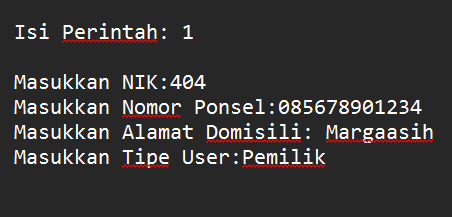 Isi Perintah: 1
Masukkan NIK:404
Masukkan Nomor Ponsel:085678901234
Masukkan Alamat Domisili: Margaasih
Masukkan Tipe User:Pemilik